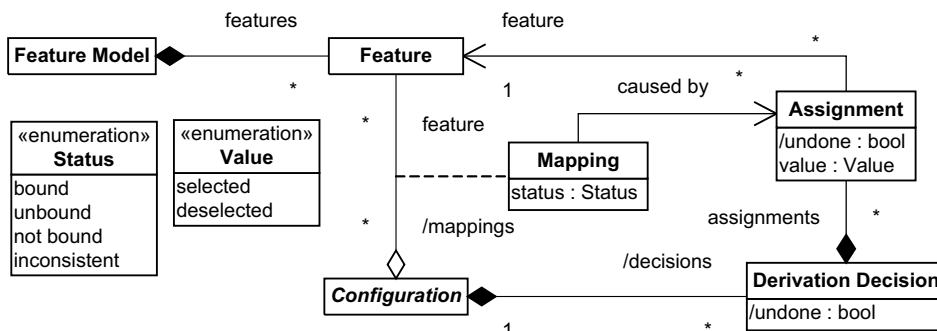 features
feature
Feature Model
Feature
*
*
1
*
caused by
Assignment
/undone : bool
value : Value
«enumeration»
Status
bound
unbound
not bound
inconsistent
«enumeration»
Value
selected
deselected
*
feature
Mapping
status : Status
*
/mappings
assignments
*
/decisions
Configuration
Derivation Decision
/undone : bool
1
*